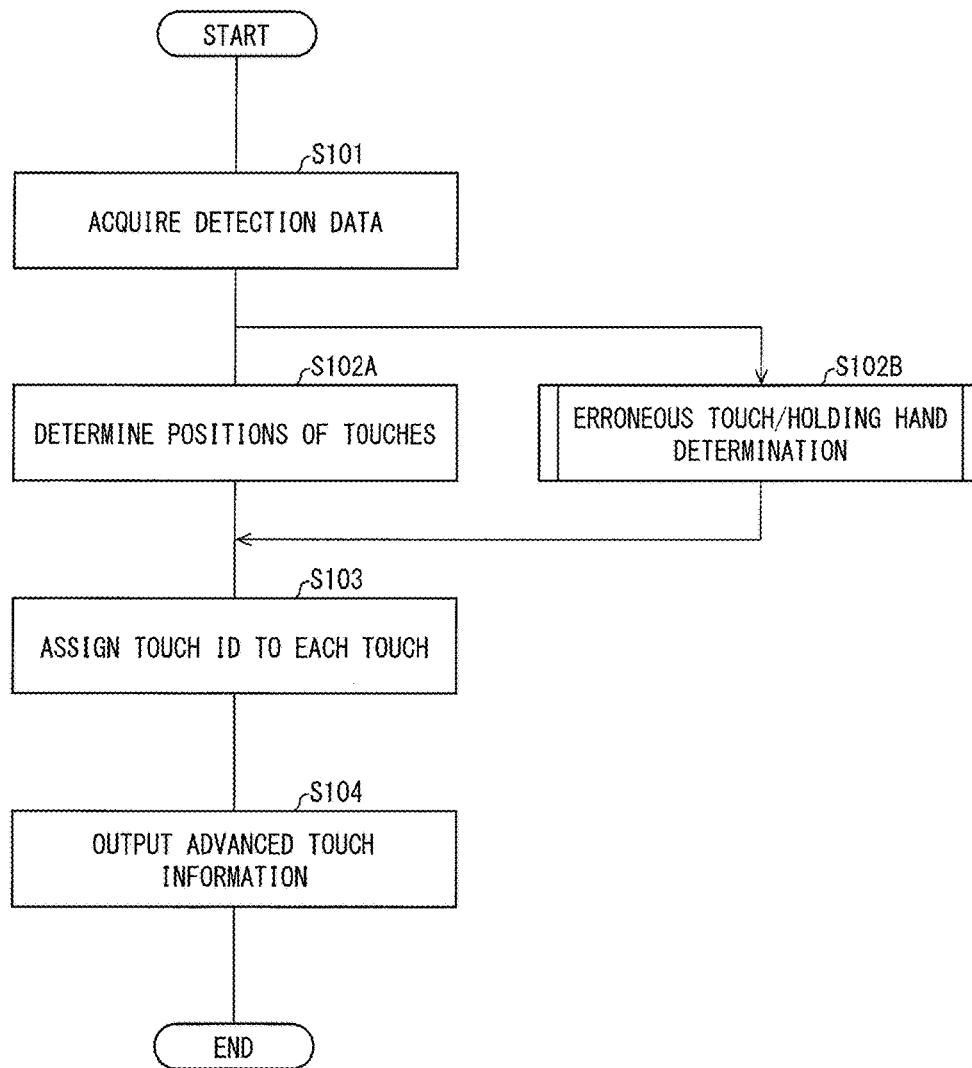 START
S101
ACQUIRE DETECTION DATA
S102A
DETERMINE POSITIONS OF TOUCHES
S102B
ERRONEOUS TOUCH/HOLDING HAND
DETERMINATION
S103
ASSIGN TOUCH ID TO EACH TOUCH
S104
OUTPUT ADVANCED TOUCH
INFORMATION
END